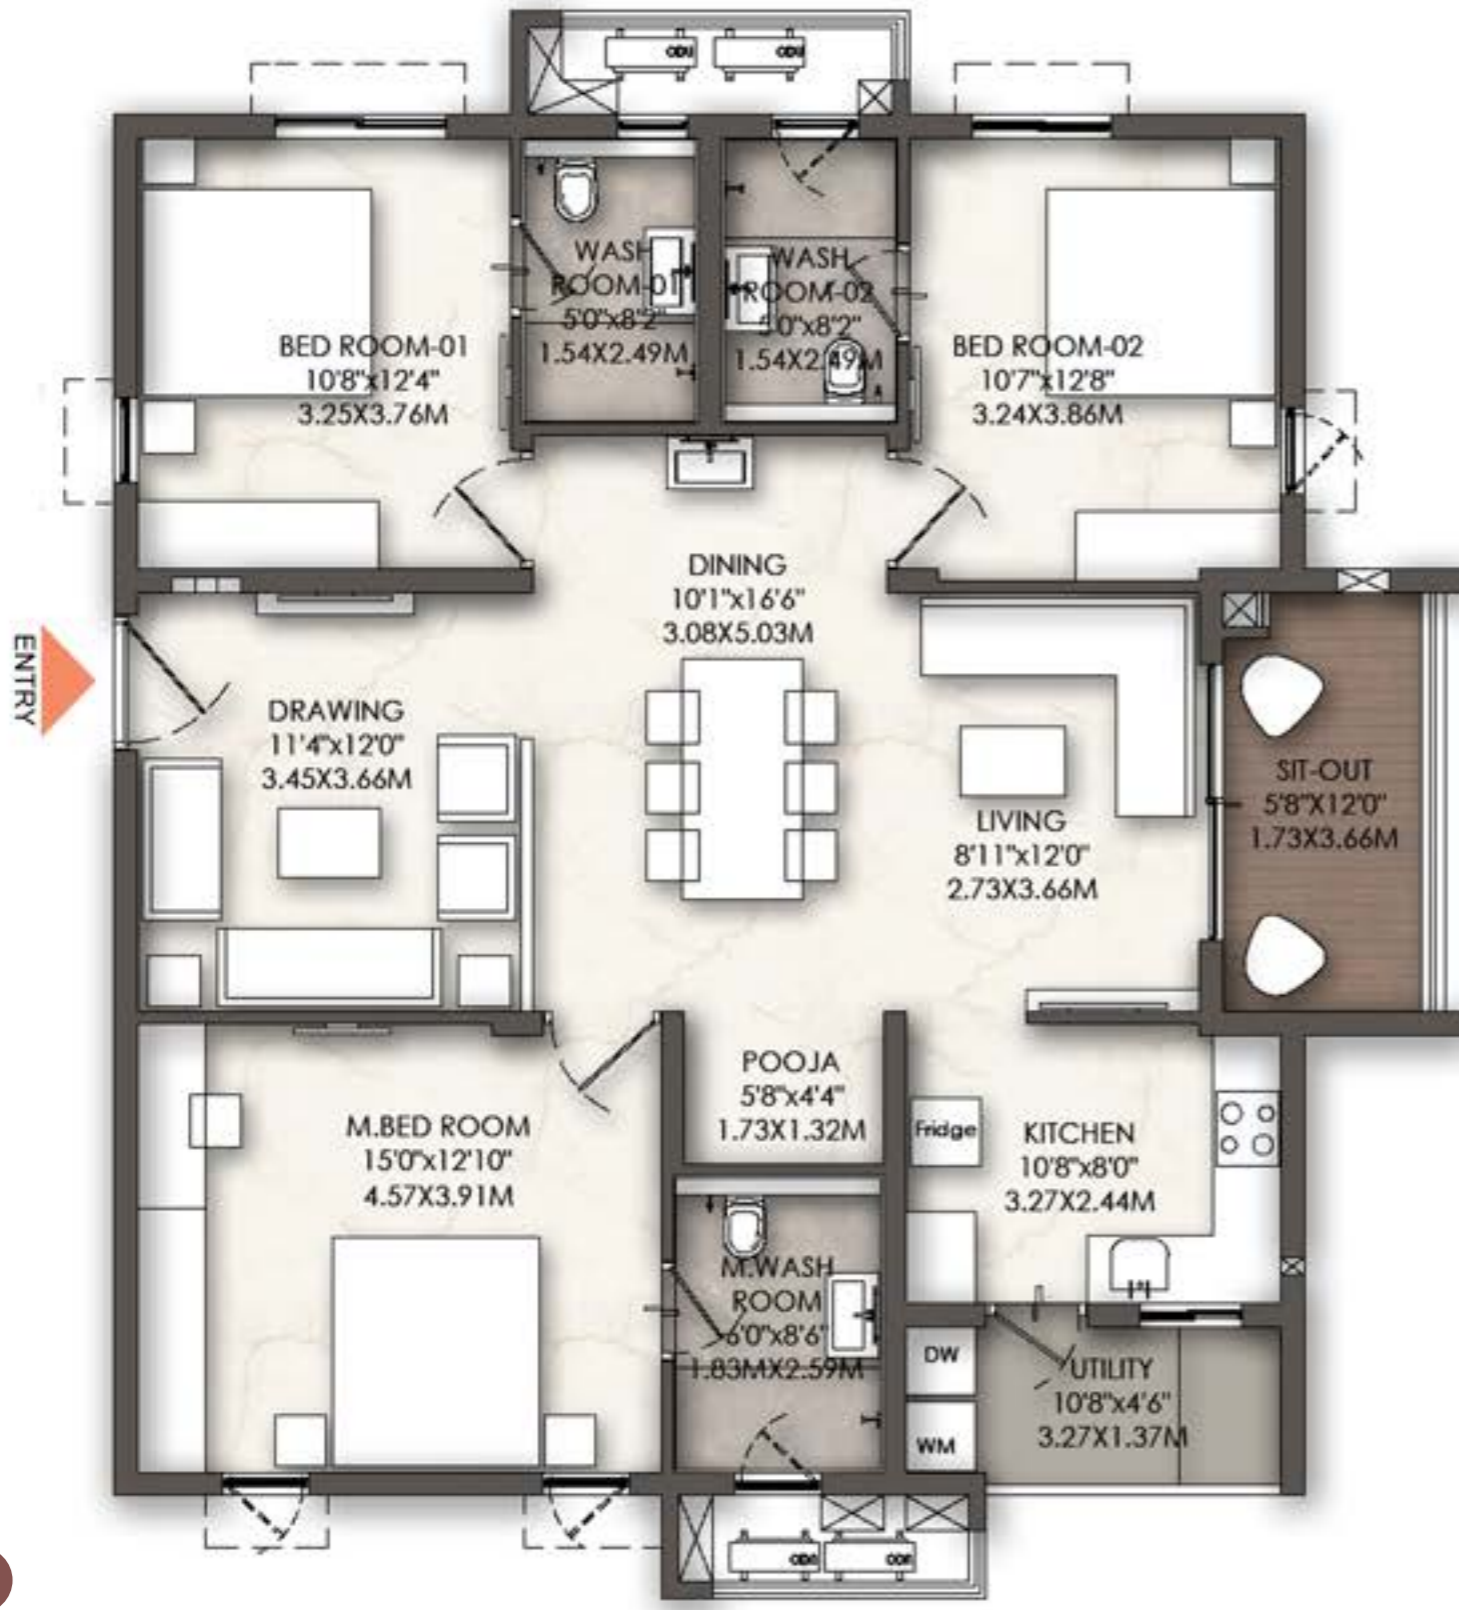 ODU
ODU
WASH
ROOM-01
5'0"x8'2"
1.54X2.49M
WASH
ROOM-02
5'0"x8'2"
1.54X2.49M
BED ROOM-01
10'8"x12'4"
3.25X3.76M
BED ROOM-02
10'7"x12'8"
3.24X3.86M
DINING
10'1"x16'6"
3.08X5.03M
ENTRY
DRAWING
11'4"x12'0"
3.45X3.66M
LIVING
8'11"x12'0"
2.73X3.66M
SIT-OUT
5'8"X12'0"
1.73X3.66M
POOJA
5'8"x4'4"
1.73X1.32M
M.BED ROOM
15'0"x12'10"
4.57X3.91M
Fridge
KITCHEN
10'8"x8'0"
3.27X2.44M
M.WASH
ROOM
6'0"x8'6"
1.83MX2.59M
DW
WM
UTILITY
10'8"x4'6"
3.27X1.37M
ODU
ODU